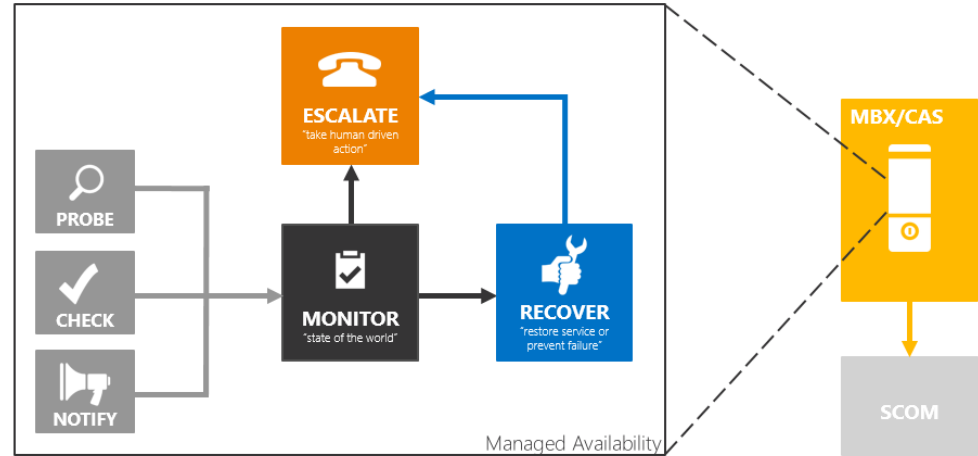 ESCALATE
"take human driven
action"
MBX/CAS
PROBE
CHECK
NOTIFY
MONITOR
"state of the world"
RECOVER
"restore service or
prevent failure"
SCOM
Managed Availability